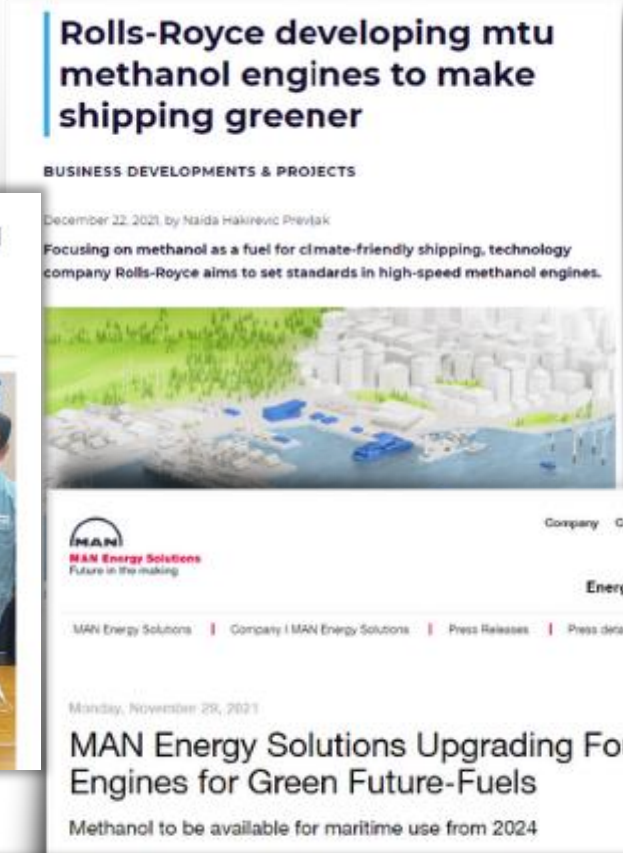 Rolls-Royce developing mtu
methanol engines to make
shipping greener
BUSINESS DEVELOPMENTS & PROJECTS
December 22, 2021, by Naida Hakirevic Prevljak
Focusing on methanol as a fuel for climate-friendly shipping, technology
company Rolls-Royce aims to set standards in high-speed methanol engines.
MAN
MAN Energy Solutions
Future in the making
Company
Energ
MAN Energy Solutions | Company | MAN Energy Solutions | Press Releases | Press deta
Monday, November 29, 2021
MAN Energy Solutions Upgrading Fo
Engines for Green Future-Fuels
Methanol to be available for maritime use from 2024